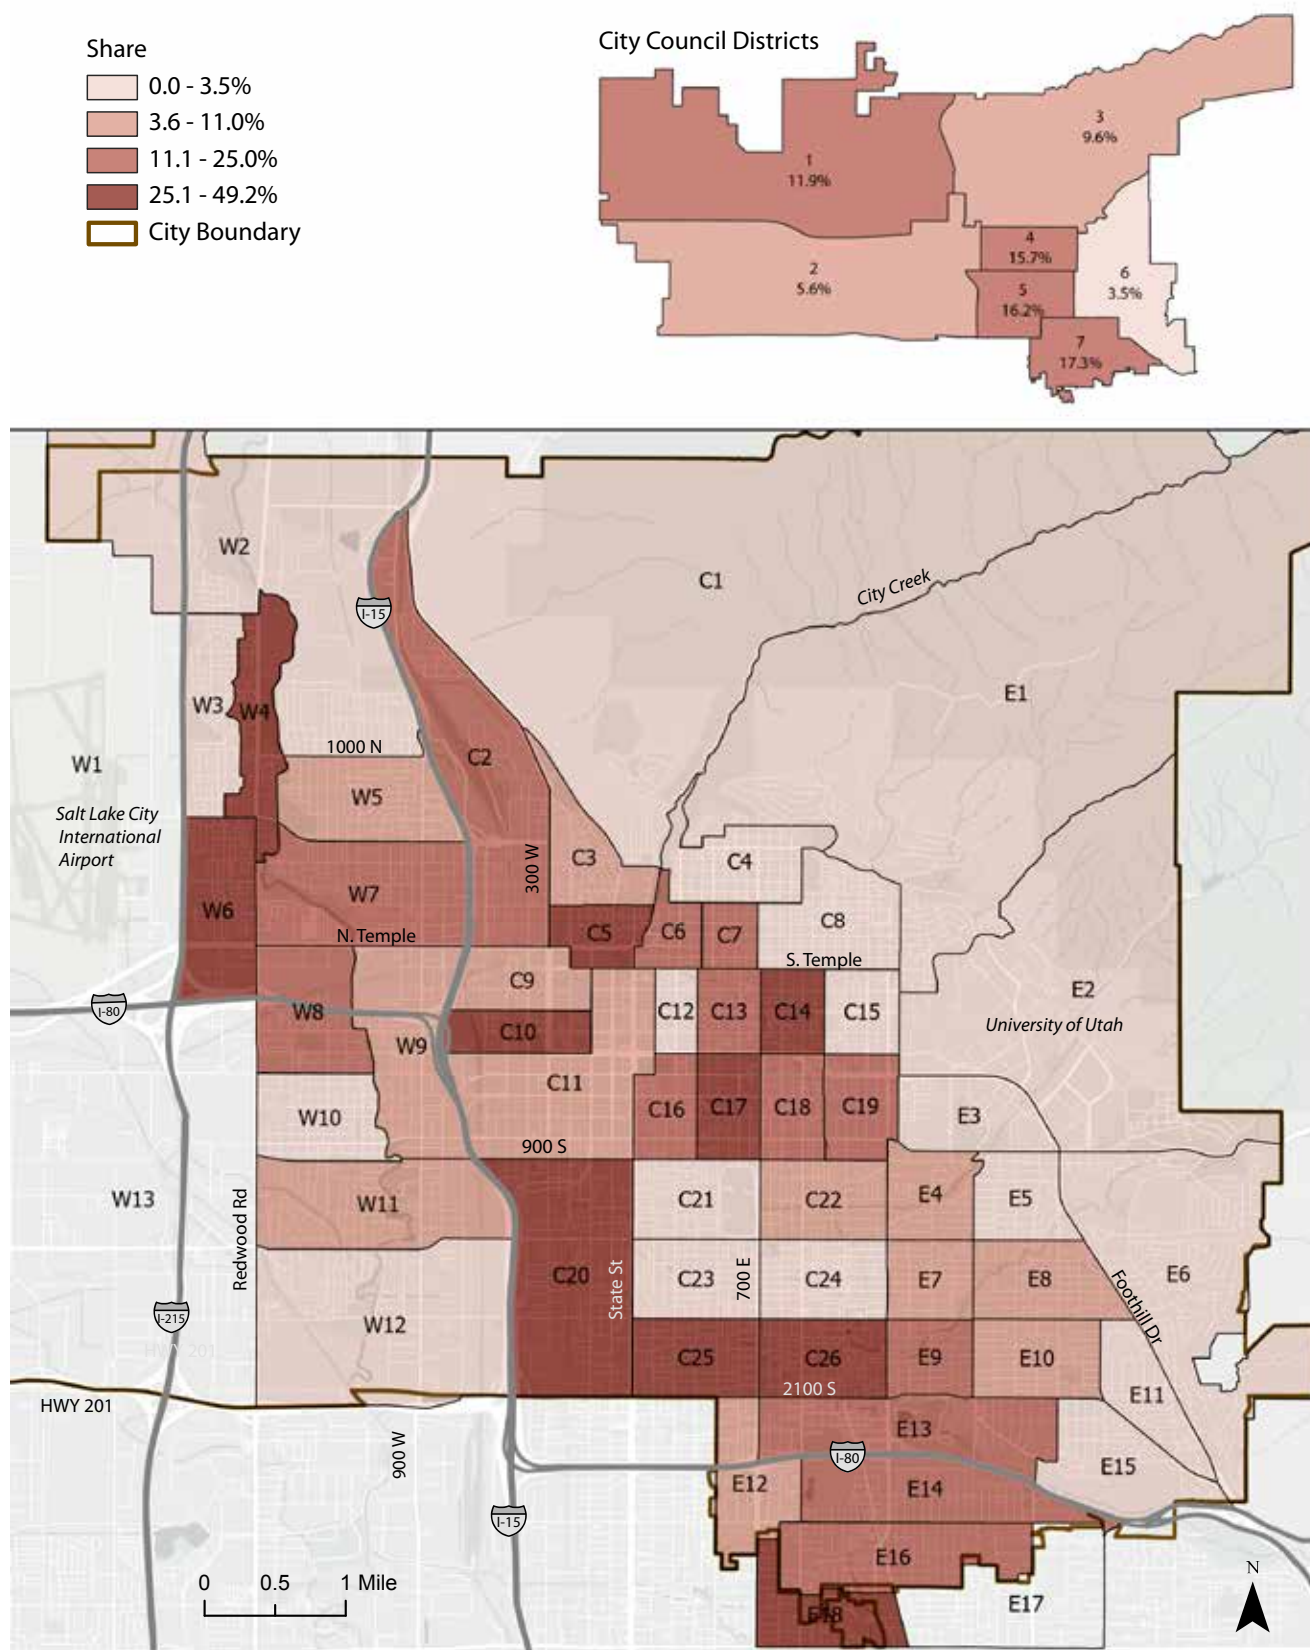 Share
0.0 - 3.5%
3.6 - 11.0%
11.1 - 25.0%
25.1 - 49.2%
City Boundary
City Council Districts
1
11.9%
2
5.6%
3
9.6%
4
15.7%
5
16.2%
6
3.5%
7
17.3%
W2
C1
City Creek
I-15
E1
W3
W4
W1
1000 N
C2
W5
Salt Lake City
International
Airport
300 W
C3
C4
W7
W6
C5
C6
C7
C8
N. Temple
S. Temple
C9
E2
I-80
W8
C12
C13
C14
C15
University of Utah
C10
W9
C11
W10
C16
C17
C18
C19
E3
900 S
W13
Redwood Rd
W11
C21
C22
E4
E5
C20
State St
C23
700 E
C24
E7
E8
E6
Foothill Dr
I-215
W12
HWY 201
C25
C26
E9
E10
2100 S
E11
HWY 201
900 W
E13
I-80
E15
E12
E14
I-15
E16
E17
E18
0 0.5 1 Mile
N